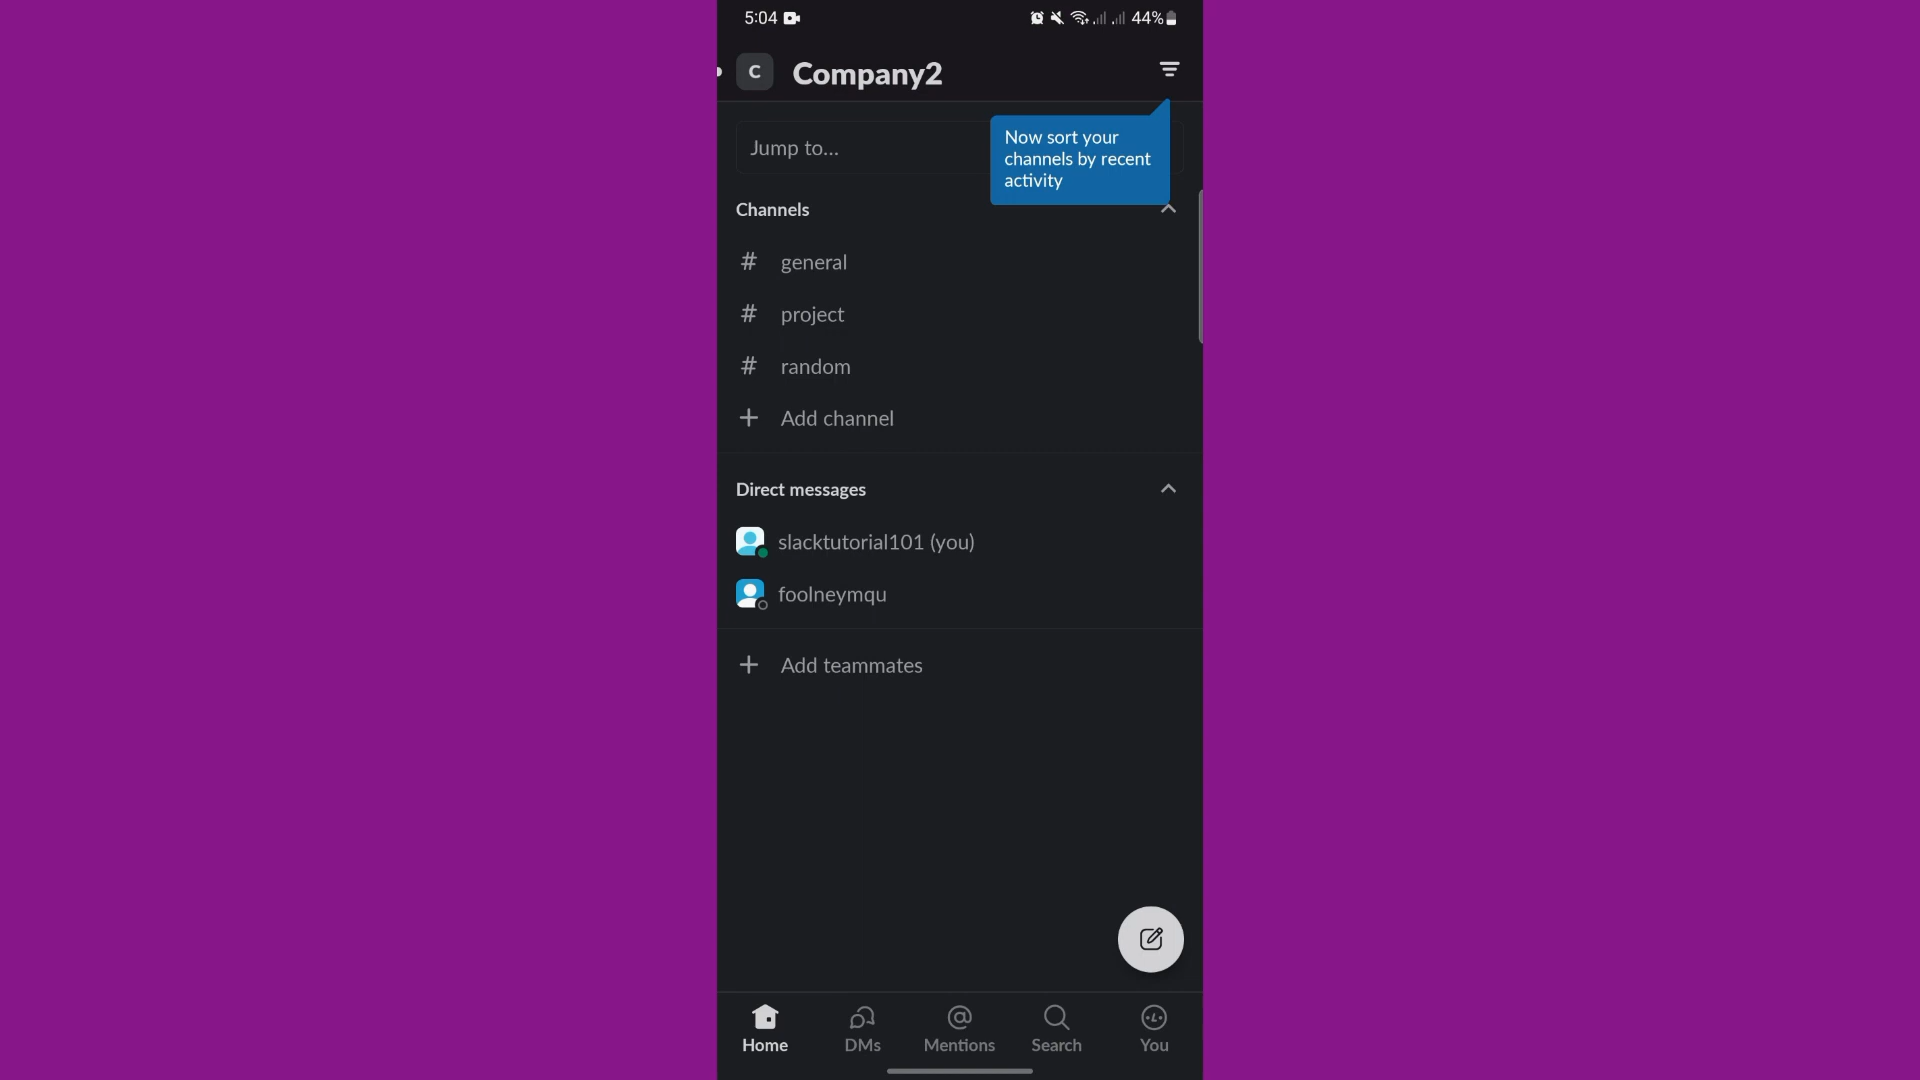 5:04
44%
C
Company2
Now sort your
channels by recent
activity
Jump to...
Channels
# general
# project
# random
+ Add channel
Direct messages
slacktutorial101 (you)
foolneymqu
+ Add teammates
Home
DMs
Mentions
Search
You